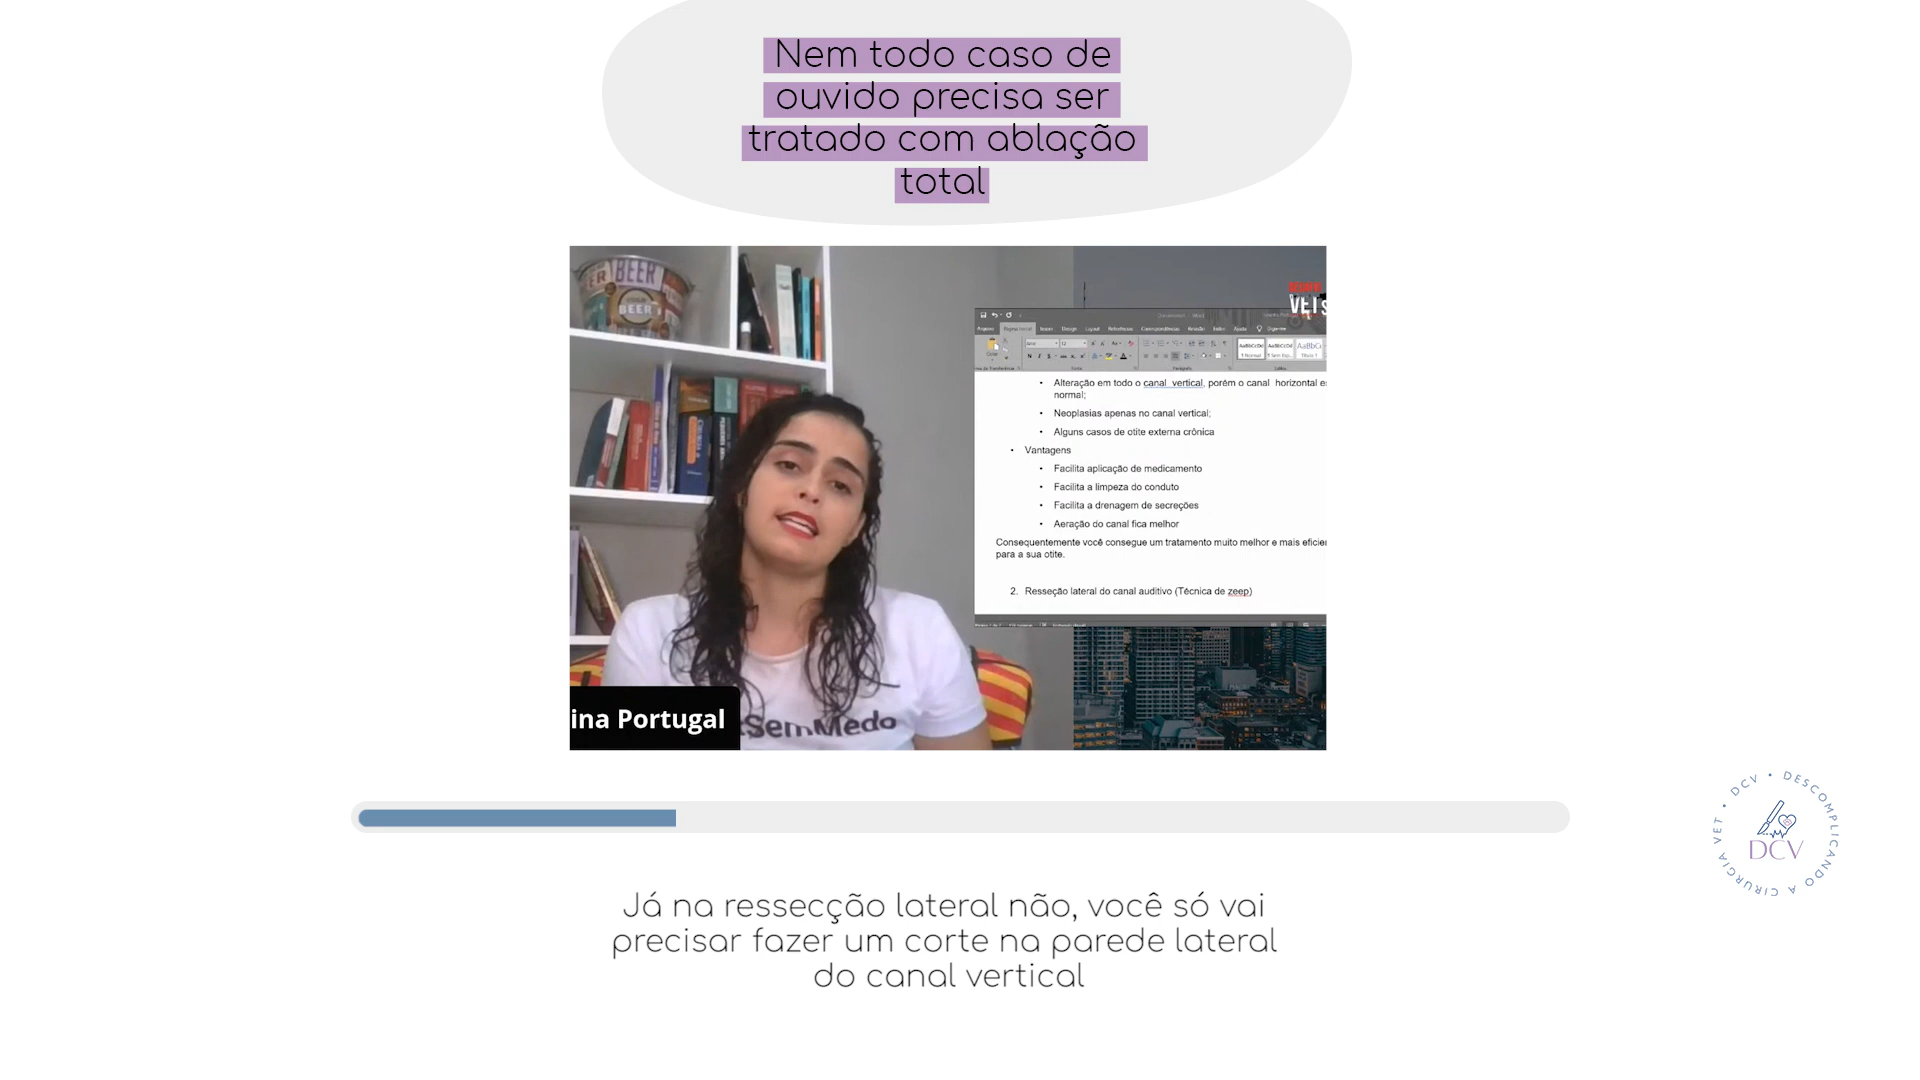 Nem todo caso de
ouvido precisa ser
tratado com ablação
total
BEER
BEER
VETS
Alteração em todo o canal vertical, porém o canal horizontal e
normal;
• Neoplasias apenas no canal vertical;
• Alguns casos de otite externa crônica
• Vantagens
• Facilita aplicação de medicamento
• Facilita a limpeza do conduto
• Facilita a drenagem de secreções
• Aeração do canal fica melhor
Consequentemente você consegue um tratamento muito melhor e mais eficie
para a sua otite.
2. Resseção lateral do canal auditivo (Técnica de zeep)
ina Portugal
SemMedo
DCV • DESCOMPLICANDO A CIRURGIA VET •
DCV
Já na ressecção lateral não, você só vai
precisar fazer um corte na parede lateral
do canal vertical